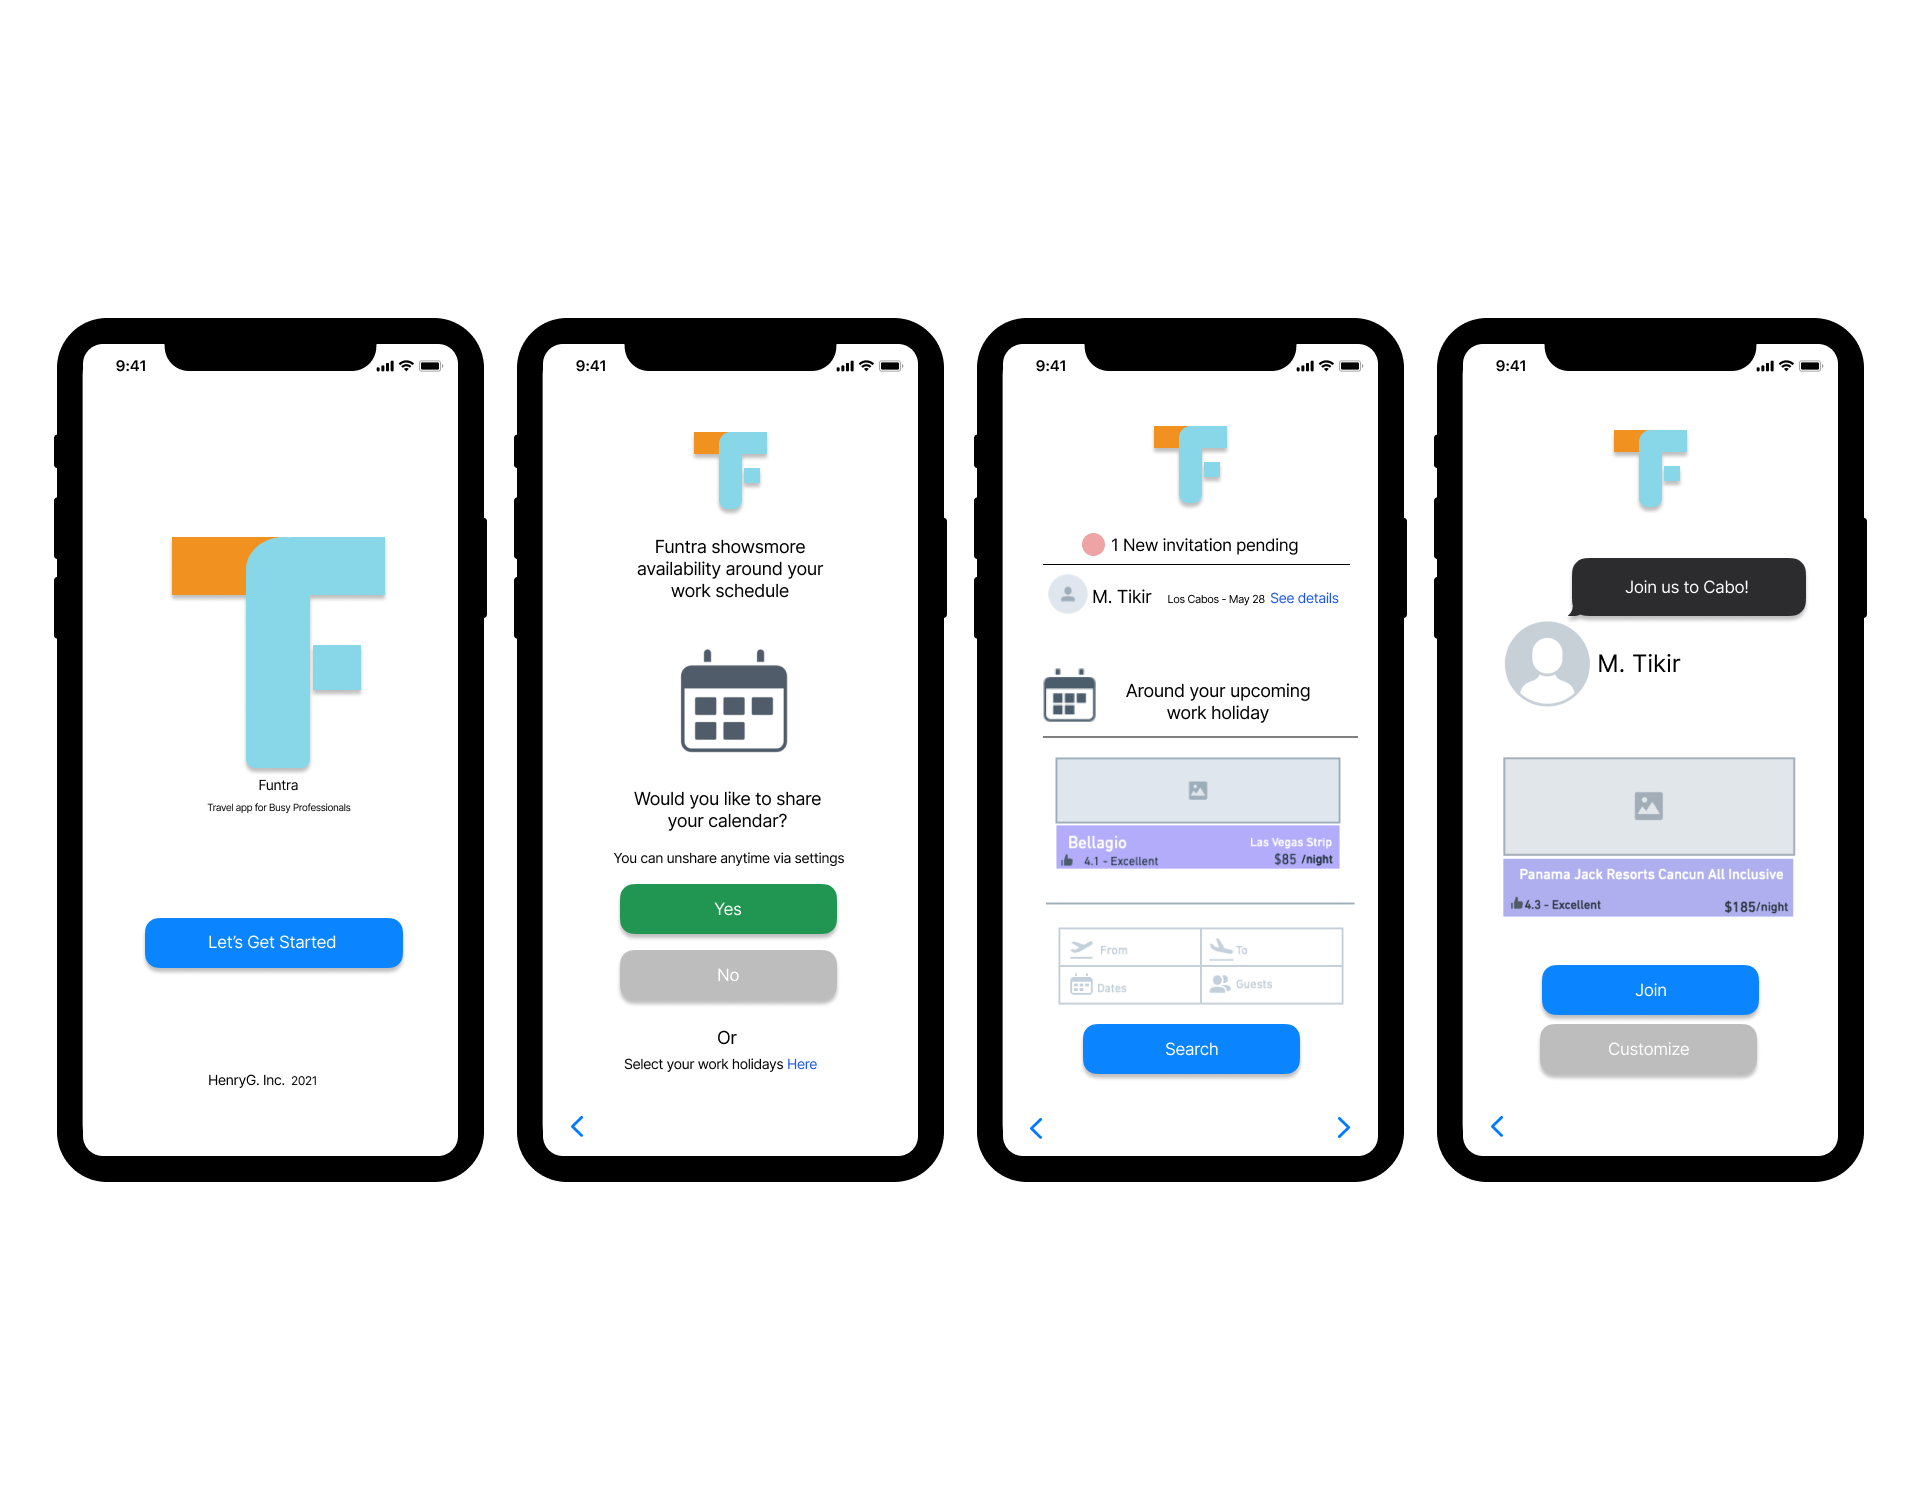 9:41
Funtra
Travel app for Busy Professionals
Let's Get Started
HenryG. Inc. 2021
9:41
Funtra showsmore
availability around your
work schedule
Would you like to share
your calendar?
You can unshare anytime via settings
Yes
No
Or
Select your work holidays Here
9:41
1 New invitation pending
M. Tikir Los Cabos - May 28 See details
Around your upcoming
work holiday
Bellagio Las Vegas Strip
4.1 - Excellent $85 /night
From To
Dates Guests
Search
9:41
Join us to Cabo!
M. Tikir
Panama Jack Resorts Cancun All Inclusive
4.3 - Excellent $185/night
Join
Customize